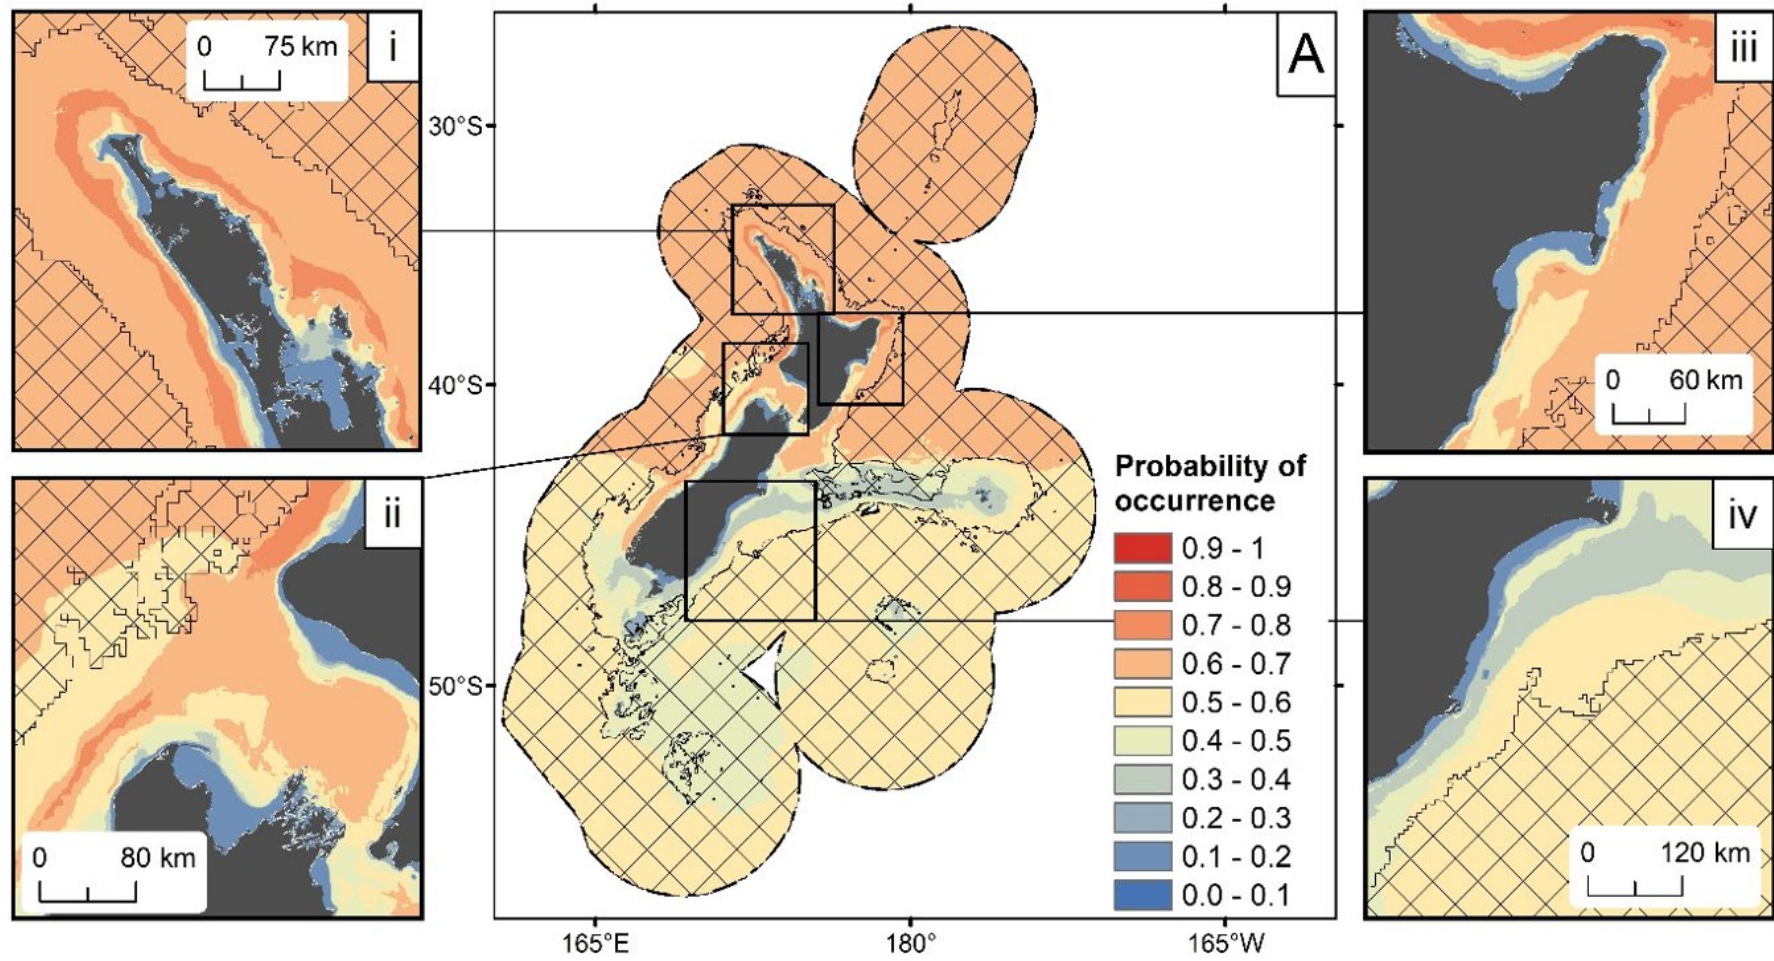 i
0 75 km
ii
0 80 km
A
30°S
40°S
50°S
165°E 180° 165°W
Probability of
occurrence
0.9 - 1
0.8 - 0.9
0.7 - 0.8
0.6 - 0.7
0.5 - 0.6
0.4 - 0.5
0.3 - 0.4
0.2 - 0.3
0.1 - 0.2
0.0 - 0.1
iii
0 60 km
iv
0 120 km